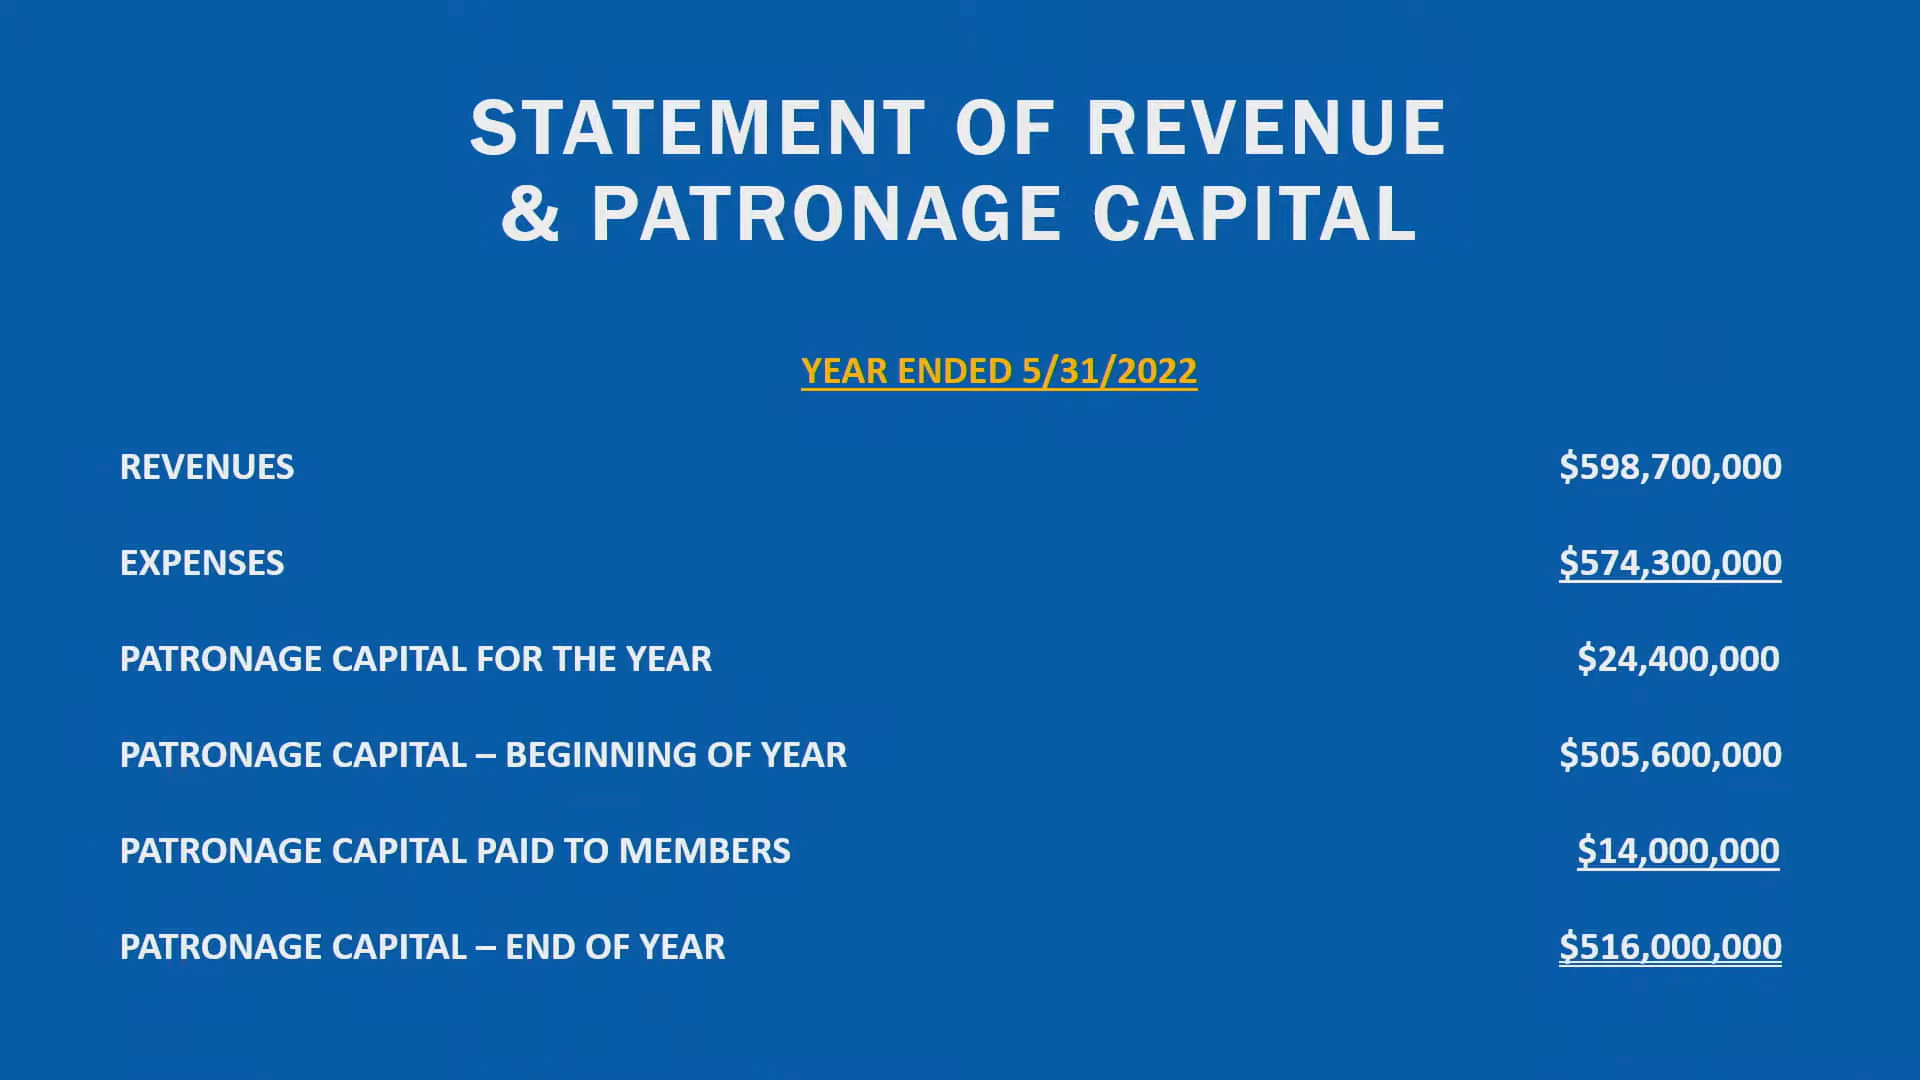 STATEMENT OF REVENUE
& PATRONAGE CAPITAL
YEAR ENDED 5/31/2022
REVENUES $598,700,000
EXPENSES $574,300,000
PATRONAGE CAPITAL FOR THE YEAR $24,400,000
PATRONAGE CAPITAL – BEGINNING OF YEAR $505,600,000
PATRONAGE CAPITAL PAID TO MEMBERS $14,000,000
PATRONAGE CAPITAL – END OF YEAR $516,000,000